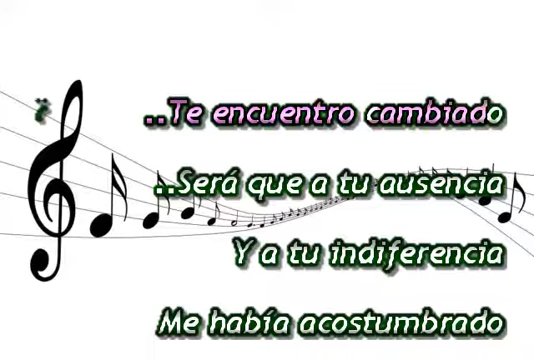 ..Te encuentro cambiado
..Será que a tu ausencia
Y a tu indiferencia
Me había acostumbrado